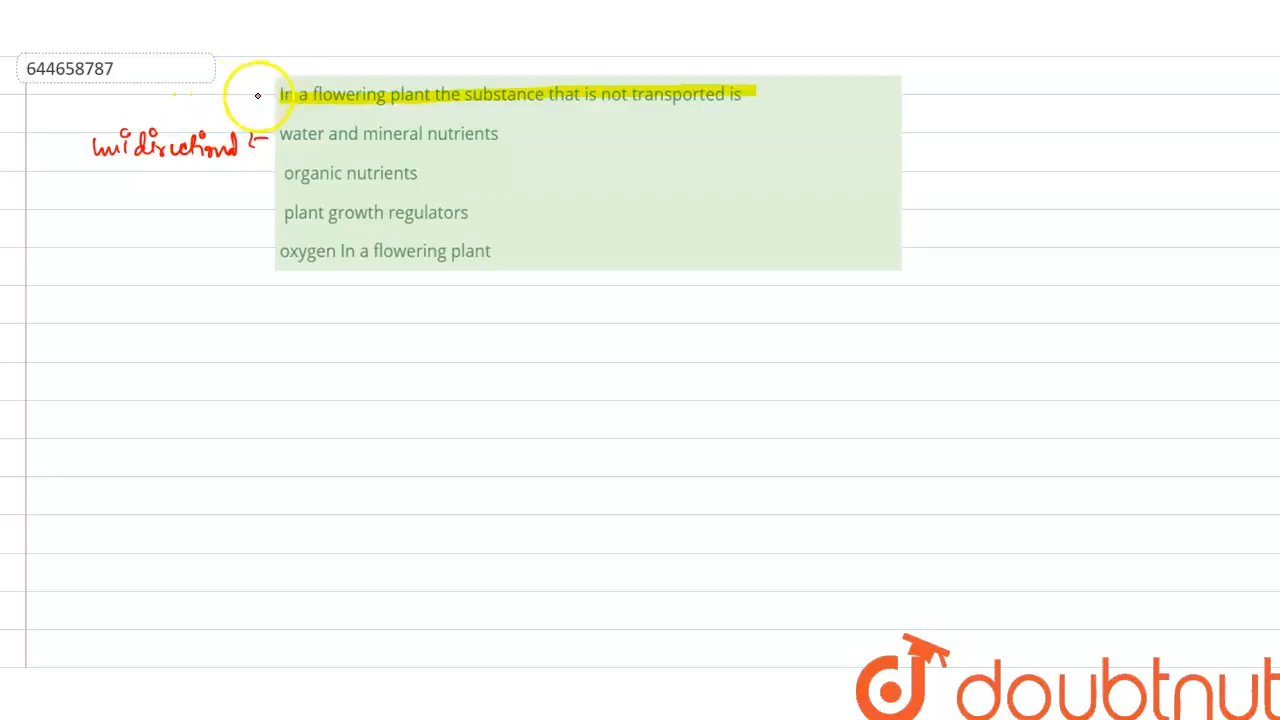 644658787
In a flowering plant the substance that is not transported is
unidirectional water and mineral nutrients
organic nutrients
plant growth regulators
oxygen In a flowering plant
doubtnut